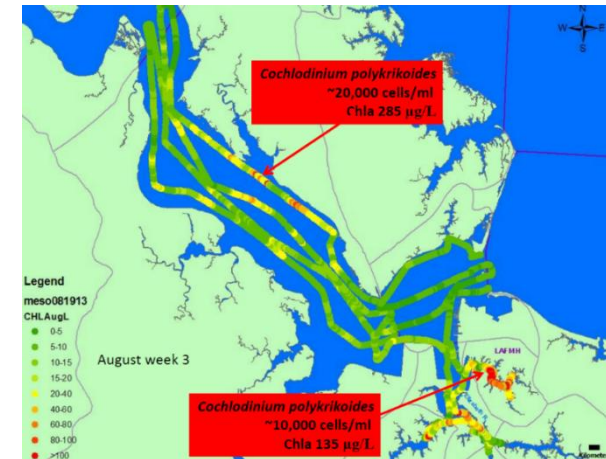 N
W E
S
Cochlodinium polykrikoides
~20,000 cells/ml
Chla 285 µg/L
Legend
meso081913
CHLAugL
0-5
5-10
10-15
15-20
20-40
40-60
60-80
80-100
>100
August week 3
LAFMH
Cochlodinium polykrikoides
~10,000 cells/ml
Chla 135 µg/L